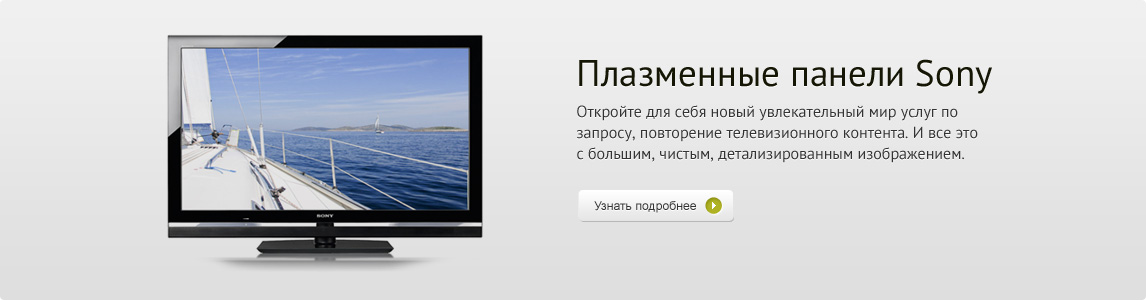 Плазменные панели Sony
Откройте для себя новый увлекательный мир услуг по
запросу, повторение телевизионного контента. И все это
с большим, чистым, детализированным изображением.
Узнать подробнее
SONY